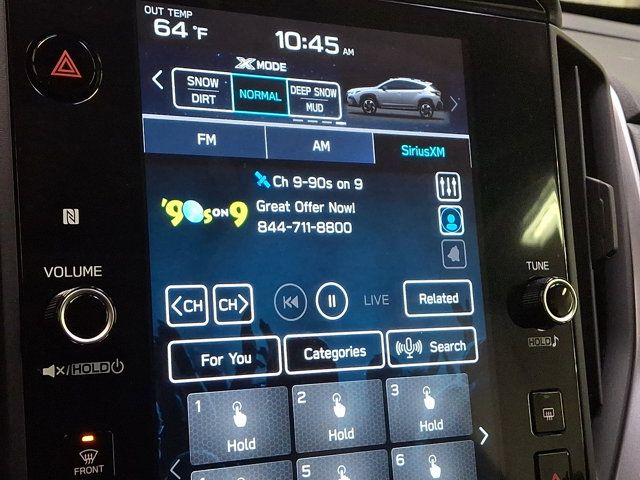 OUT TEMP
64 °F
10:45 AM
X MODE
SNOW
DIRT
NORMAL
DEEP SNOW
MUD
FM
AM
SiriusXM
Ch 9-90s on 9
'90s ON 9
Great Offer Now!
844-711-8800
N
VOLUME
TUNE
<CH
CH>
LIVE
Related
For You
Categories
Search
HOLD
/HOLD
1
2
3
Hold
Hold
Hold
5
6
FRONT